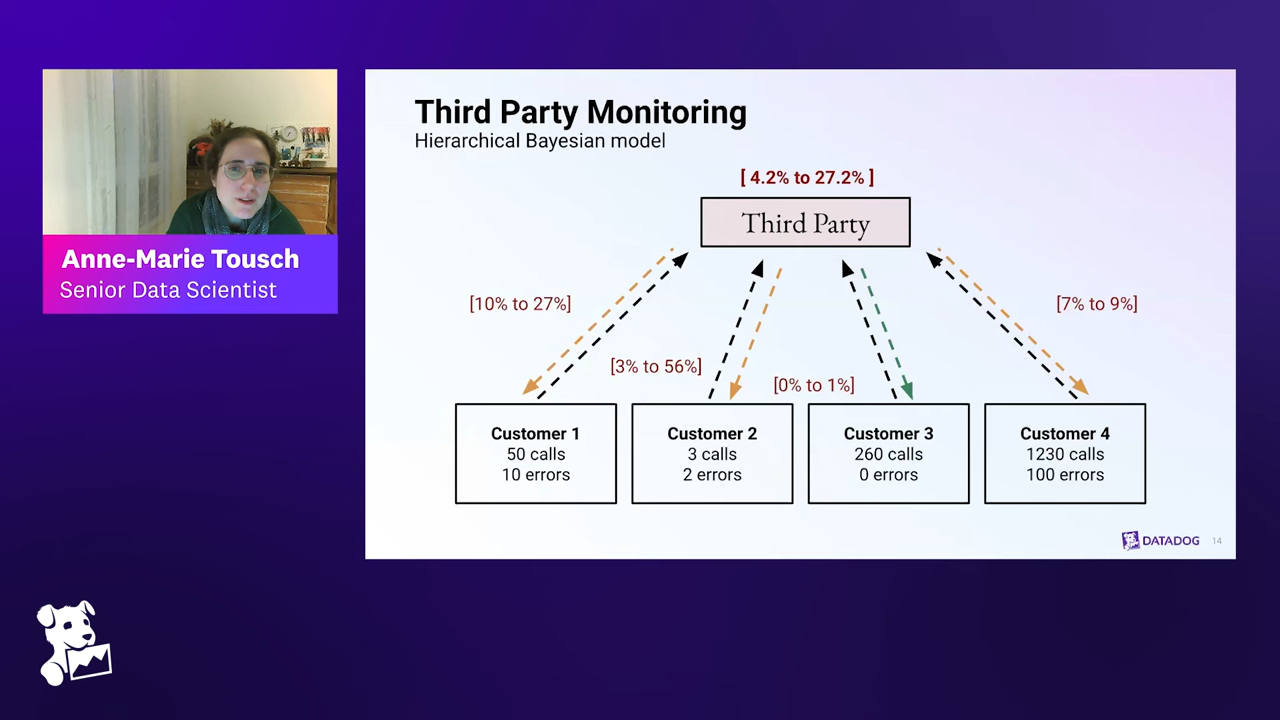 Anne-Marie Tousch
Senior Data Scientist
Third Party Monitoring
Hierarchical Bayesian model
[ 4.2% to 27.2% ]
Third Party
[10% to 27%]
[7% to 9%]
[3% to 56%]
[0% to 1%]
Customer 1
50 calls
10 errors
Customer 2
3 calls
2 errors
Customer 3
260 calls
0 errors
Customer 4
1230 calls
100 errors
DATADOG
14